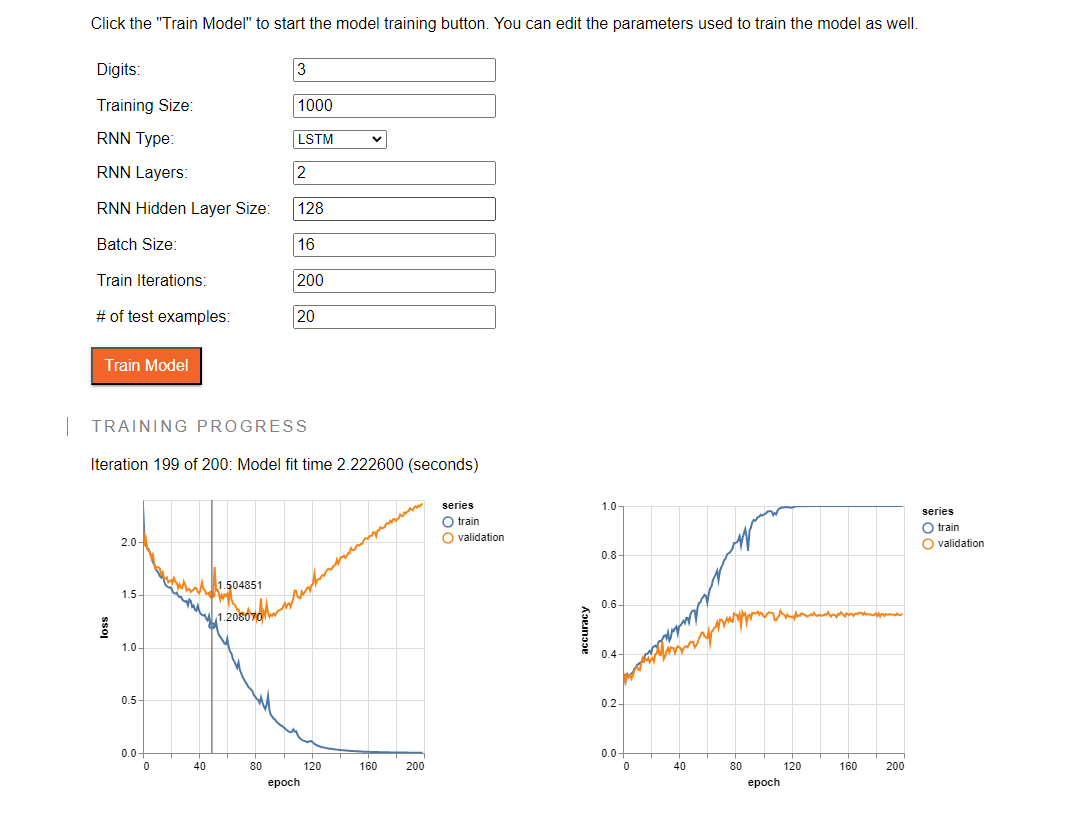 Click the "Train Model" to start the model training button. You can edit the parameters used to train the model as well.
Digits: 3
Training Size: 1000
RNN Type: LSTM
RNN Layers: 2
RNN Hidden Layer Size: 128
Batch Size: 16
Train Iterations: 200
# of test examples: 20
Train Model
TRAINING PROGRESS
Iteration 199 of 200: Model fit time 2.222600 (seconds)
loss
2.0
1.5
1.0
0.5
0.0
1.504851
1.206070
0 40 80 120 160 200
epoch
series
train
validation
accuracy
1.0
0.8
0.6
0.4
0.2
0.0
0 40 80 120 160 200
epoch
series
train
validation